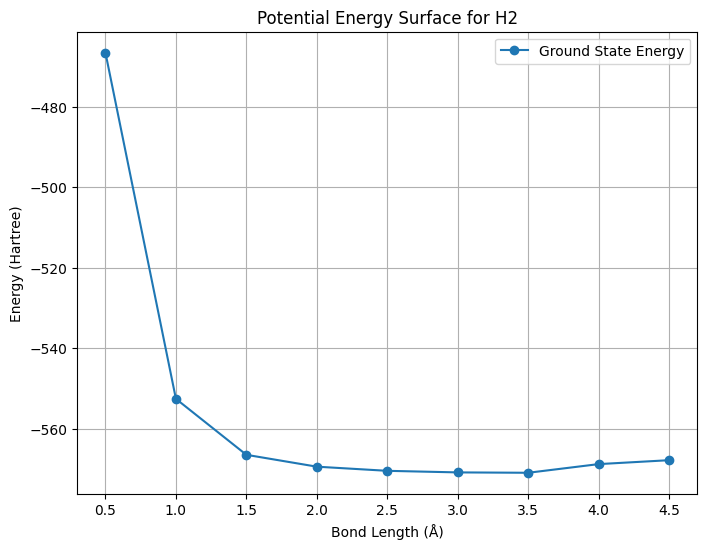 Potential Energy Surface for H2
Ground State Energy
Energy (Hartree)
−480
−500
−520
−540
−560
0.5 1.0 1.5 2.0 2.5 3.0 3.5 4.0 4.5
Bond Length (Å)